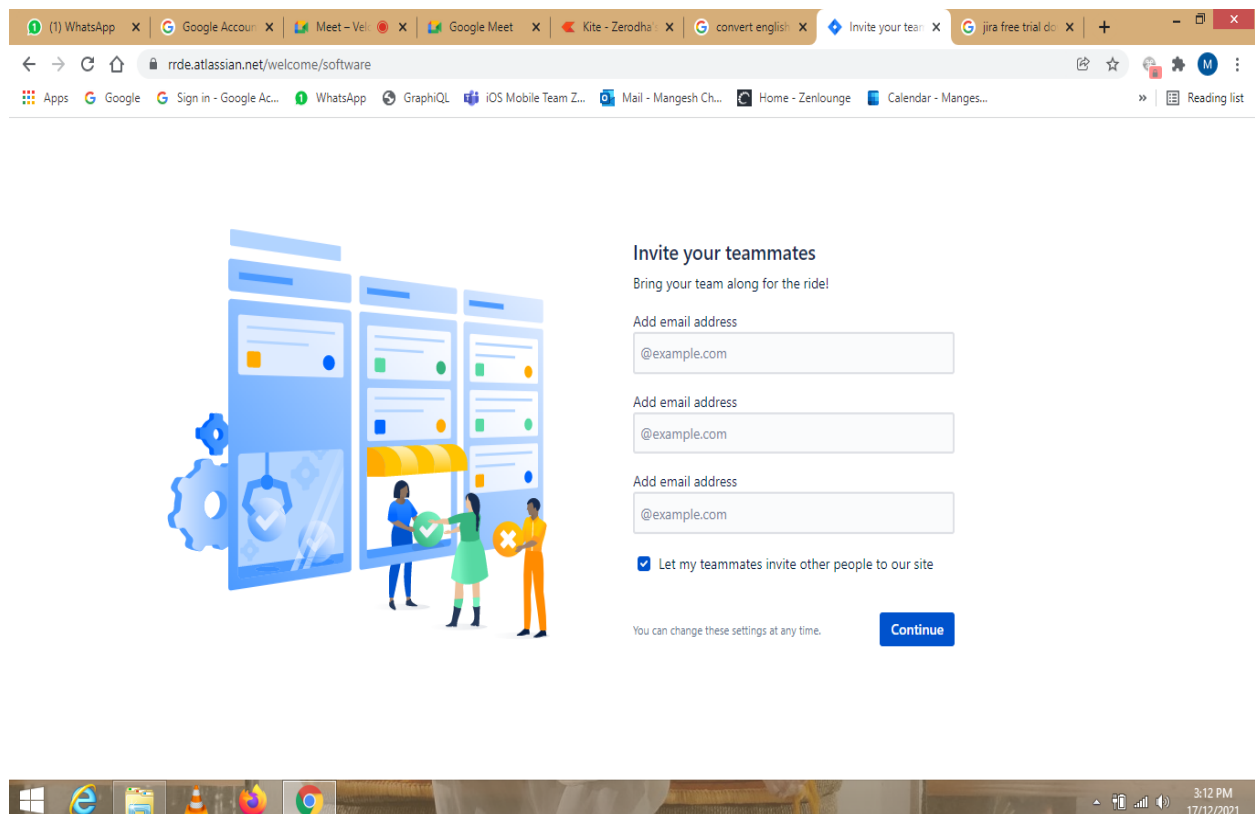 (1) WhatsApp
Google Accoun
Meet – Velc
Google Meet
Kite - Zerodha's
convert english
Invite your tean
jira free trial do
rrde.atlassian.net/welcome/software
M
Apps
Google
Sign in - Google Ac...
WhatsApp
GraphiQL
iOS Mobile Team Z...
Mail - Mangesh Ch...
Home - Zenlounge
Calendar - Manges...
»
Reading list
Invite your teammates
Bring your team along for the ride!
Add email address
@example.com
Add email address
@example.com
Add email address
@example.com
Let my teammates invite other people to our site
You can change these settings at any time.
Continue
3:12 PM
17/12/2021